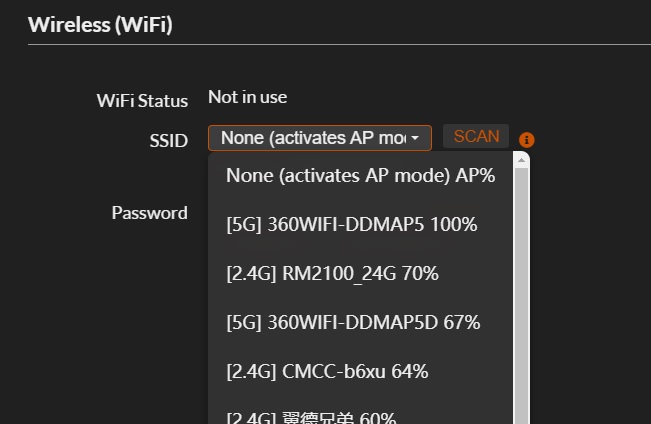 Wireless (WiFi)
WiFi Status Not in use
SSID None (activates AP mo SCAN
None (activates AP mode) AP%
Password
[5G] 360WIFI-DDMAP5 100%
[2.4G] RM2100_24G 70%
[5G] 360WIFI-DDMAP5D 67%
[2.4G] CMCC-b6xu 64%
[2.4G] 翼德兄弟 60%